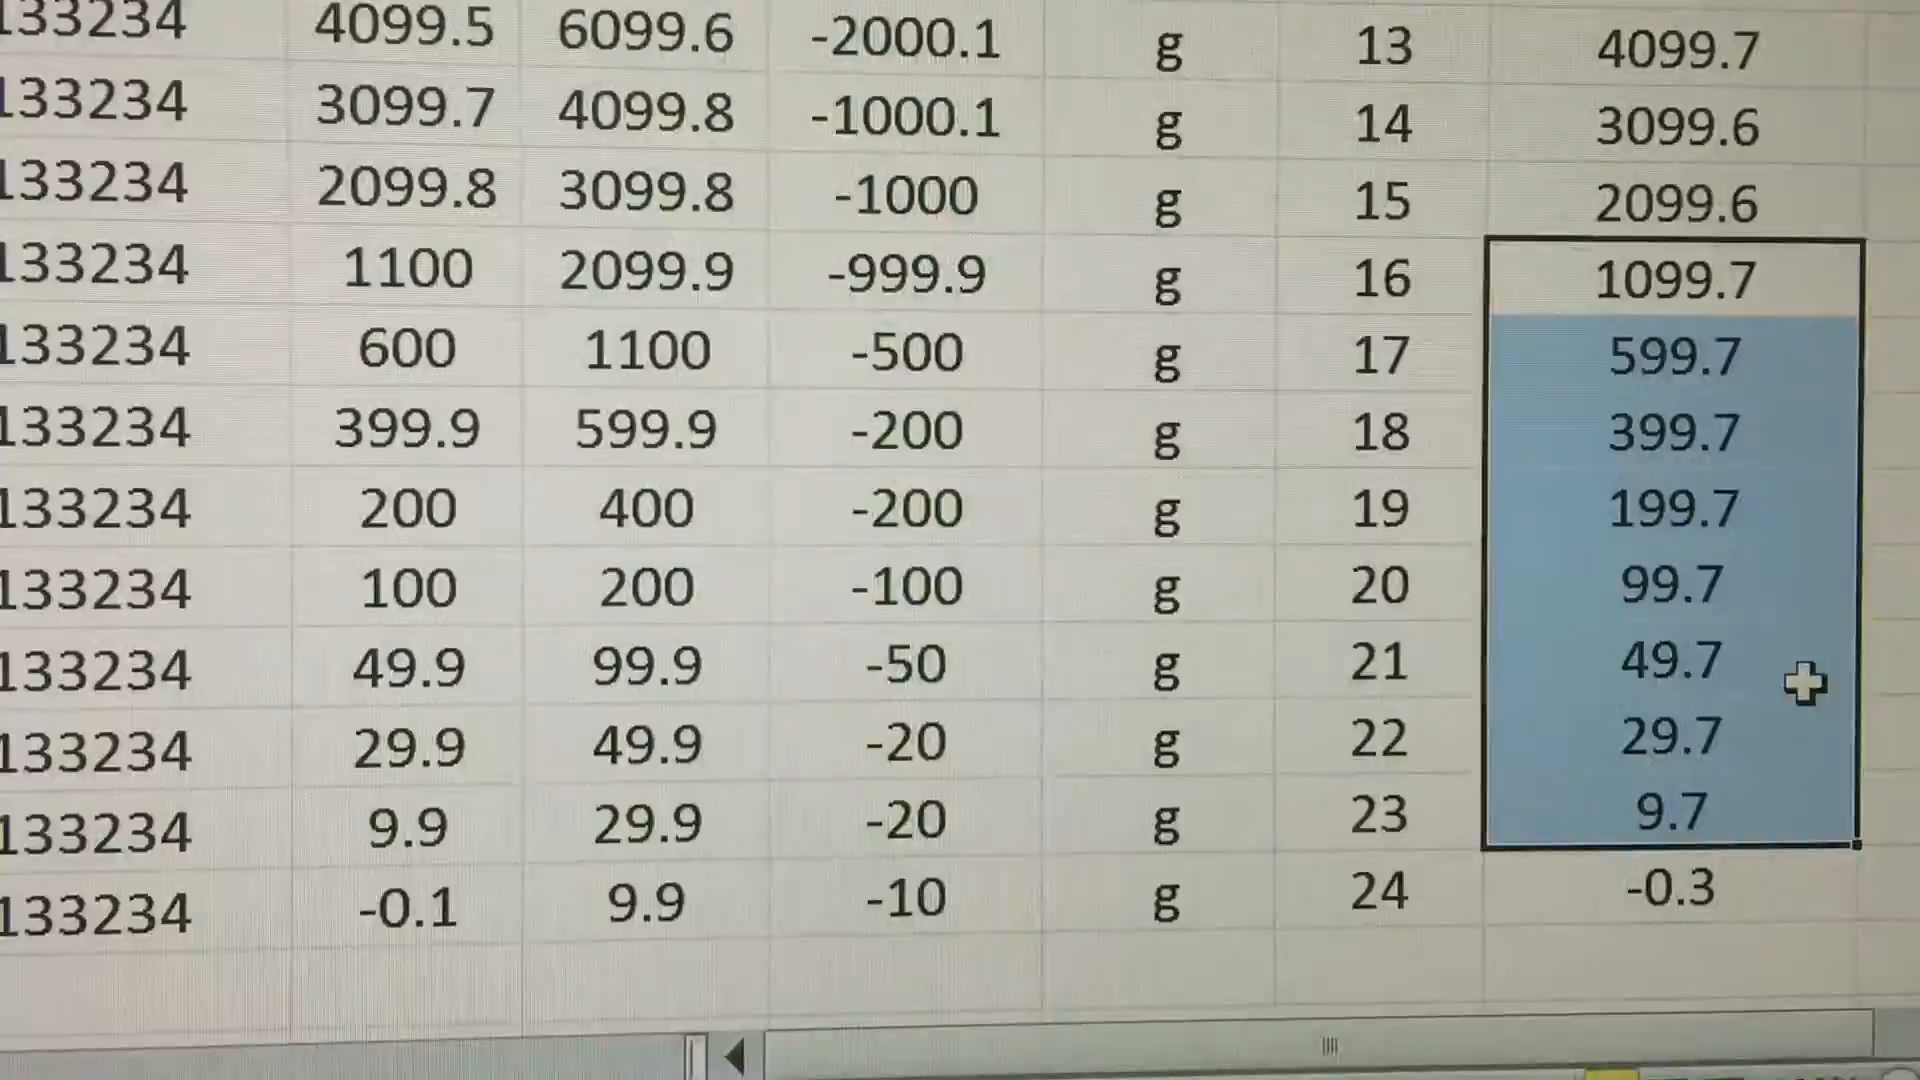 133234 4099.5 6099.6 -2000.1 g 13 4099.7
133234 3099.7 4099.8 -1000.1 g 14 3099.6
133234 2099.8 3099.8 -1000 g 15 2099.6
133234 1100 2099.9 -999.9 g 16 1099.7
133234 600 1100 -500 g 17 599.7
133234 399.9 599.9 -200 g 18 399.7
133234 200 400 -200 g 19 199.7
133234 100 200 -100 g 20 99.7
133234 49.9 99.9 -50 g 21 49.7
133234 29.9 49.9 -20 g 22 29.7
133234 9.9 29.9 -20 g 23 9.7
133234 -0.1 9.9 -10 g 24 -0.3